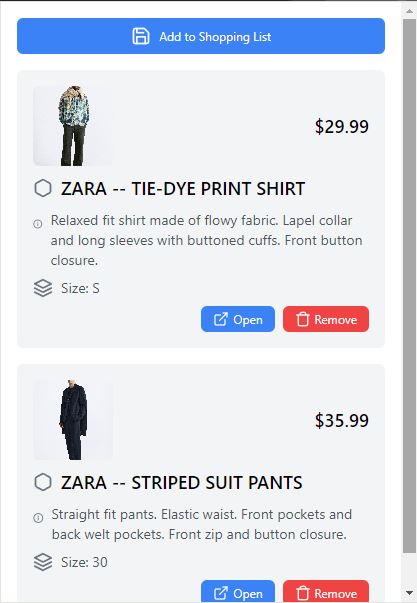 Add to Shopping List
$29.99
ZARA -- TIE-DYE PRINT SHIRT
Relaxed fit shirt made of flowy fabric. Lapel collar
and long sleeves with buttoned cuffs. Front button
closure.
Size: S
Open
Remove
$35.99
ZARA -- STRIPED SUIT PANTS
Straight fit pants. Elastic waist. Front pockets and
back welt pockets. Front zip and button closure.
Size: 30
Open
Remove